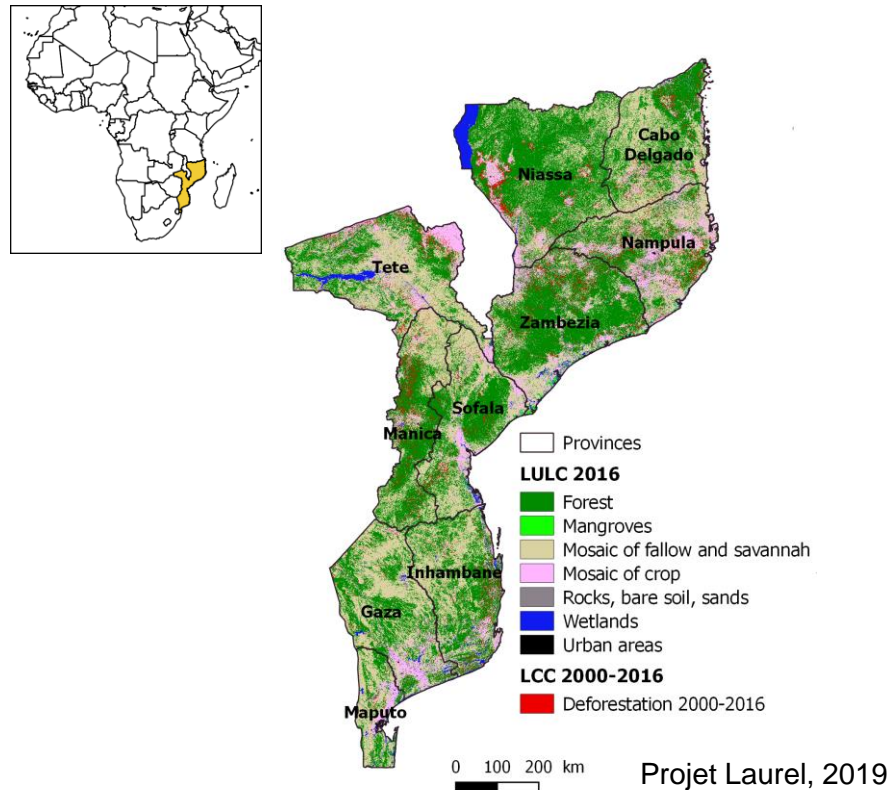 Cabo
Delgado
Niassa
Nampula
Tete
Zambezia
Sofala
Manica
Inhambane
Gaza
Maputo
Provinces
LULC 2016
Forest
Mangroves
Mosaic of fallow and savannah
Mosaic of crop
Rocks, bare soil, sands
Wetlands
Urban areas
LCC 2000-2016
Deforestation 2000-2016
0 100 200 km
Projet Laurel, 2019